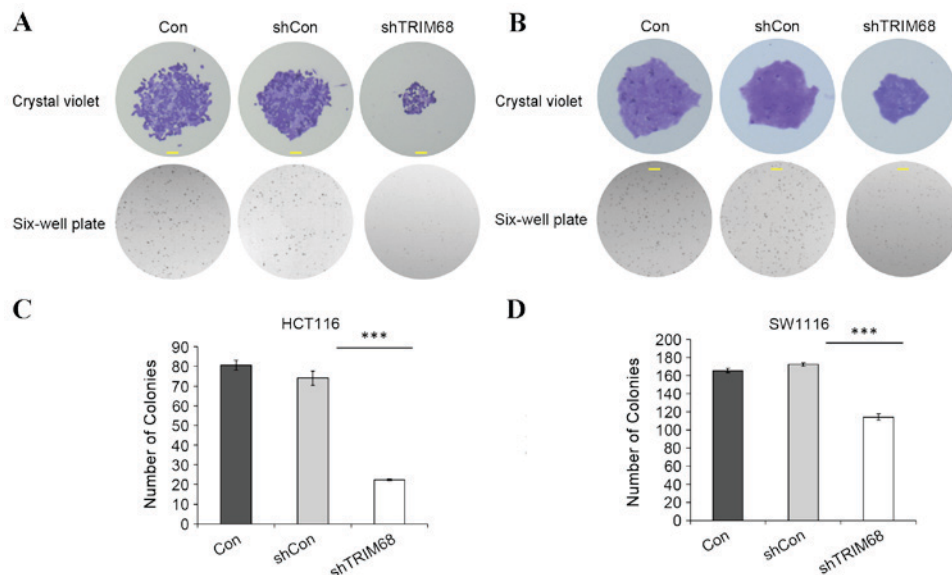 A
Con
shCon
shTRIM68
Crystal violet
Six-well plate
B
Con
shCon
shTRIM68
Crystal violet
Six-well plate
C
HCT116
***
Number of Colonies
90
80
70
60
50
40
30
20
10
0
Con
shCon
shTRIM68
D
SW1116
***
Number of Colonies
200
180
160
140
120
100
80
60
40
20
0
Con
shCon
shTRIM68